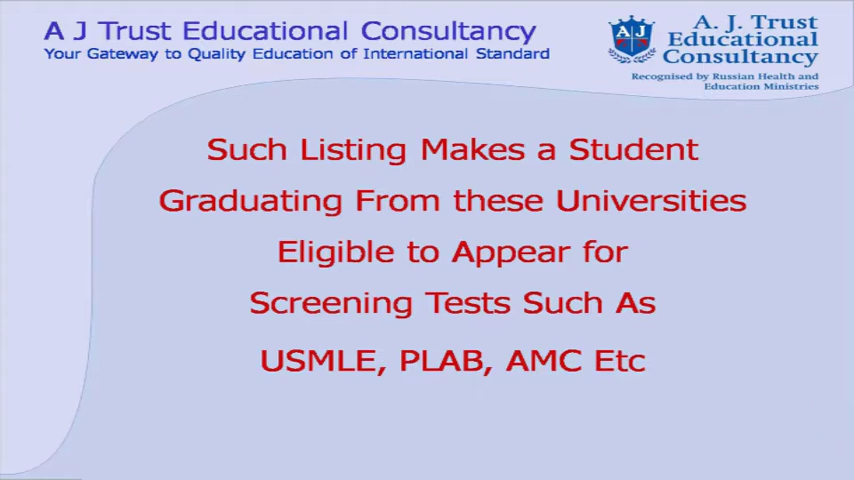 A J Trust Educational Consultancy
Your Gateway to Quality Education of International Standard
A J
A. J. Trust
Educational
Consultancy
Recognised by Russian Health and
Education Ministries
Such Listing Makes a Student
Graduating From these Universities
Eligible to Appear for
Screening Tests Such As
USMLE, PLAB, AMC Etc